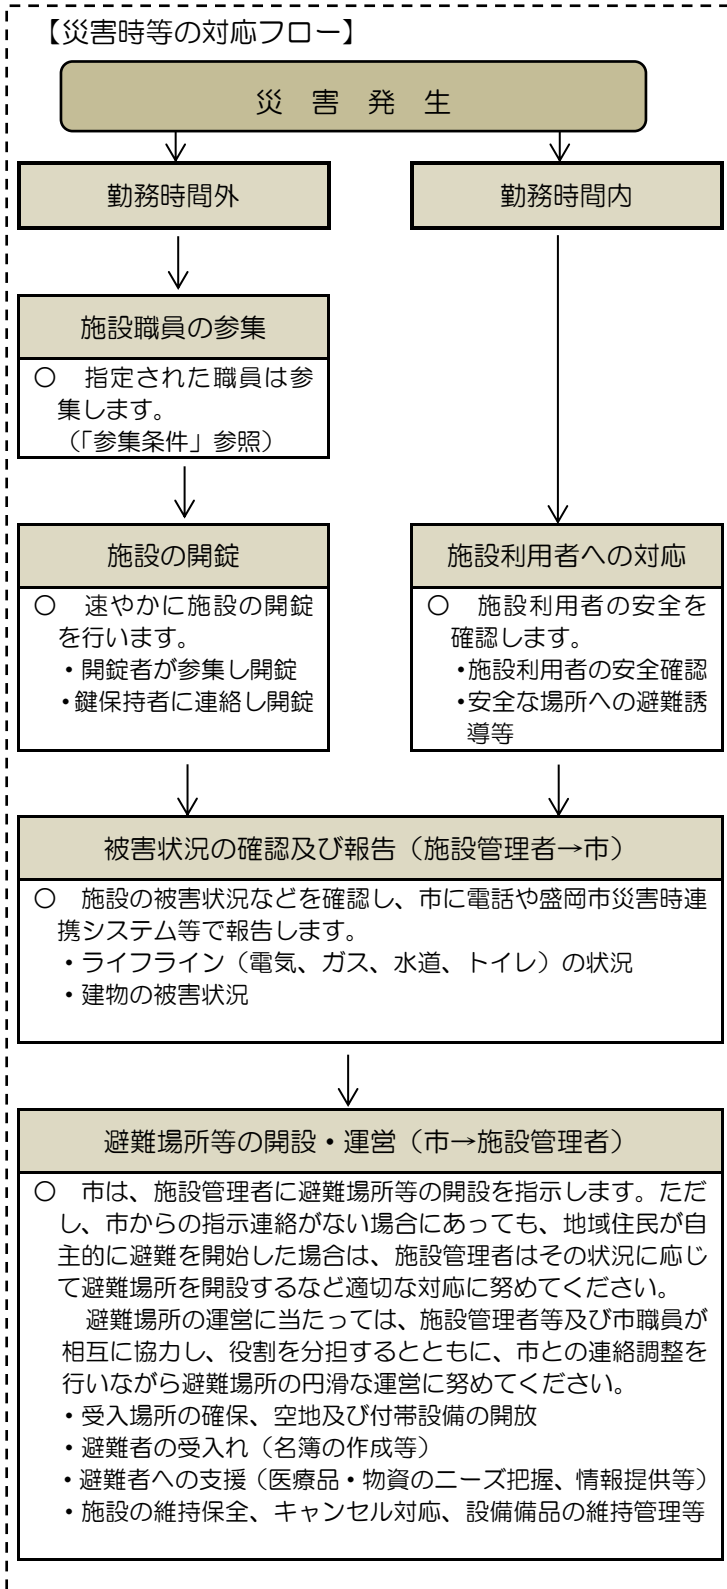 【災害時等の対応フロー】
災　害　発　生
勤務時間外
勤務時間内
施設職員の参集
〇　指定された職員は参
集します。
（「参集条件」参照）
施設の開錠
〇　速やかに施設の開錠
を行います。
・開錠者が参集し開錠
・鍵保持者に連絡し開錠
施設利用者への対応
〇　施設利用者の安全を
確認します。
・施設利用者の安全確認
・安全な場所への避難誘
導等
被害状況の確認及び報告（施設管理者→市）
〇　施設の被害状況などを確認し、市に電話や盛岡市災害時連
携システム等で報告します。
・ライフライン（電気、ガス、水道、トイレ）の状況
・建物の被害状況
避難場所等の開設・運営（市→施設管理者）
〇　市は、施設管理者に避難場所等の開設を指示します。ただ
し、市からの指示連絡がない場合にあっても、地域住民が自
主的に避難を開始した場合は、施設管理者はその状況に応じ
て避難場所を開設するなど適切な対応に努めてください。
避難場所の運営に当たっては、施設管理者等及び市職員が
相互に協力し、役割を分担するとともに、市との連絡調整を
行いながら避難場所の円滑な運営に努めてください。
・受入場所の確保、空地及び付帯設備の開放
・避難者の受入れ（名簿の作成等）
・避難者への支援（医療品・物資のニーズ把握、情報提供等）
・施設の維持保全、キャンセル対応、設備備品の維持管理等